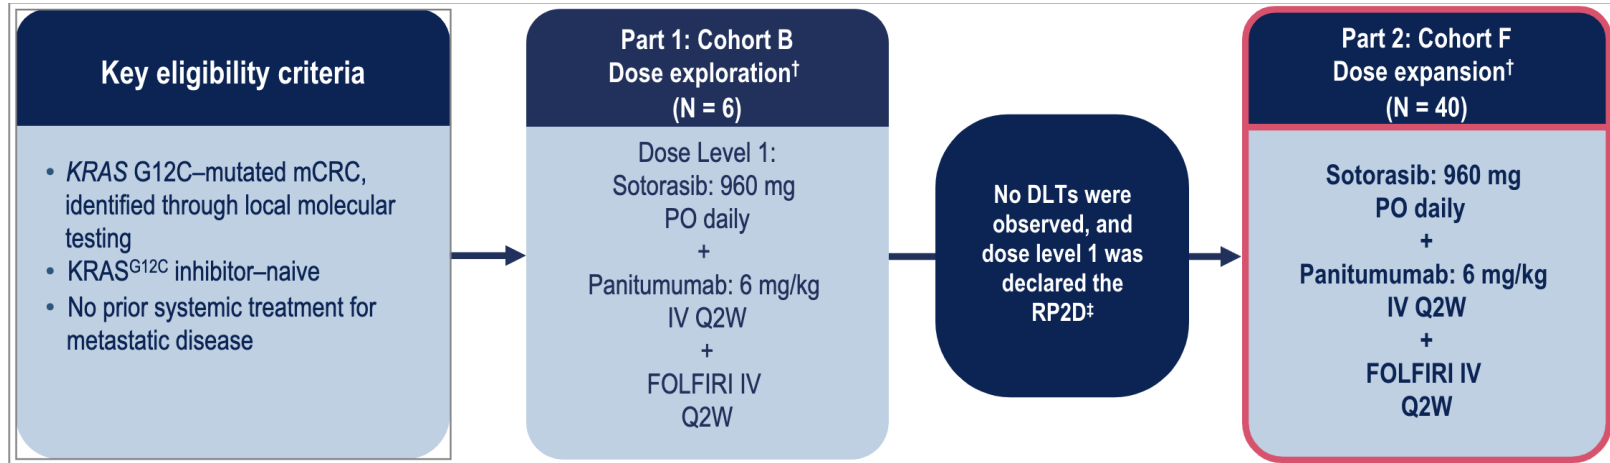 Key eligibility criteria
• KRAS G12C–mutated mCRC,
identified through local molecular
testing
• KRASG12C inhibitor–naive
• No prior systemic treatment for
metastatic disease
Part 1: Cohort B
Dose exploration†
(N = 6)
Dose Level 1:
Sotorasib: 960 mg
PO daily
+
Panitumumab: 6 mg/kg
IV Q2W
+
FOLFIRI IV
Q2W
No DLTs were
observed, and
dose level 1 was
declared the
RP2D‡
Part 2: Cohort F
Dose expansion†
(N = 40)
Sotorasib: 960 mg
PO daily
+
Panitumumab: 6 mg/kg
IV Q2W
+
FOLFIRI IV
Q2W